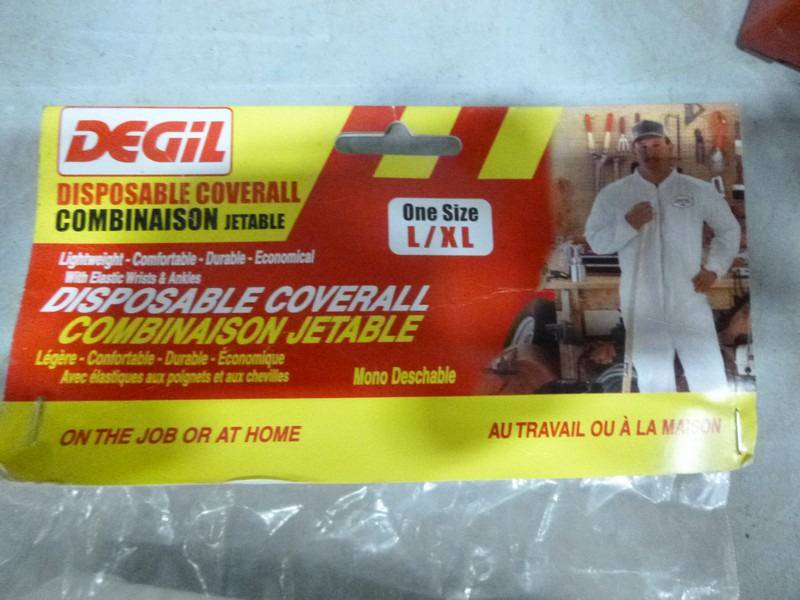 DEGiL
DISPOSABLE COVERALL
COMBINAISON JETABLE
One Size
L/XL
Lightweight - Comfortable - Durable - Economical
With Elastic Wrists & Ankles
DISPOSABLE COVERALL
COMBINAISON JETABLE
Légère - Confortable - Durable - Économique
Avec élastiques aux poignets et aux chevilles
Mono Deschable
ON THE JOB OR AT HOME
AU TRAVAIL OU À LA MAISON